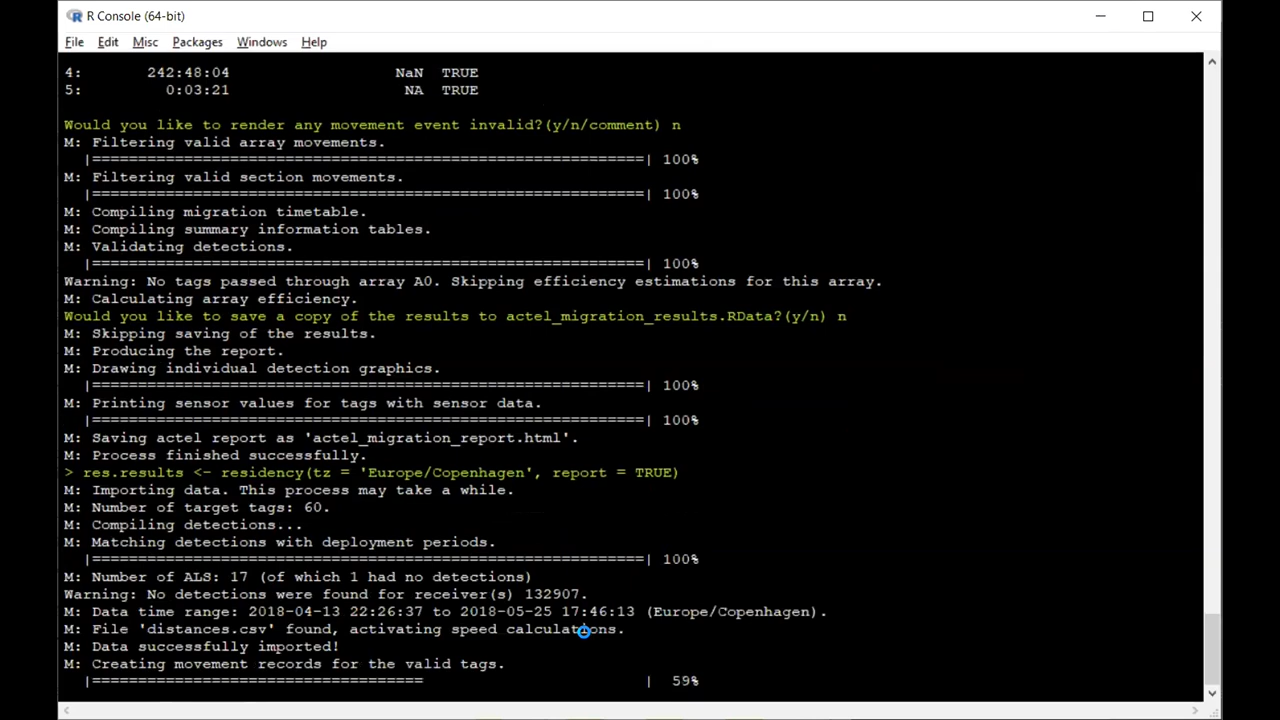 R Console (64-bit)
File Edit Misc Packages Windows Help
4: 242:48:04 NaN TRUE
5: 0:03:21 NA TRUE
Would you like to render any movement event invalid?(y/n/comment) n
M: Filtering valid array movements.
|============================================================| 100%
M: Filtering valid section movements.
|============================================================| 100%
M: Compiling migration timetable.
M: Compiling summary information tables.
M: Validating detections.
|============================================================| 100%
Warning: No tags passed through array A0. Skipping efficiency estimations for this array.
M: Calculating array efficiency.
Would you like to save a copy of the results to actel_migration_results.RData?(y/n) n
M: Skipping saving of the results.
M: Producing the report.
M: Drawing individual detection graphics.
|============================================================| 100%
M: Printing sensor values for tags with sensor data.
|============================================================| 100%
M: Saving actel report as 'actel_migration_report.html'.
M: Process finished successfully.
> res.results <- residency(tz = 'Europe/Copenhagen', report = TRUE)
M: Importing data. This process may take a while.
M: Number of target tags: 60.
M: Compiling detections...
M: Matching detections with deployment periods.
|============================================================| 100%
M: Number of ALS: 17 (of which 1 had no detections)
Warning: No detections were found for receiver(s) 132907.
M: Data time range: 2018-04-13 22:26:37 to 2018-05-25 17:46:13 (Europe/Copenhagen).
M: File 'distances.csv' found, activating speed calculations.
M: Data successfully imported!
M: Creating movement records for the valid tags.
|==================================== | 59%